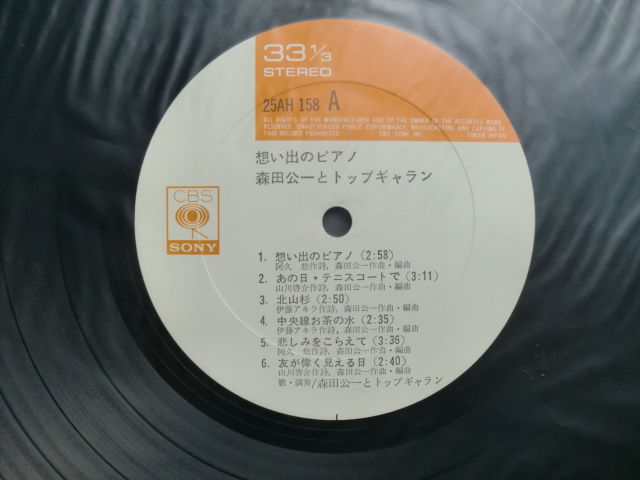 33 1/3
STEREO
25AH 158 A
ALL RIGHTS OF THE MANUFACTURER AND OF THE OWNER OF THE RECORDED WORK
RESERVED. UNAUTHORIZED PUBLIC PERFORMANCE, BROADCASTING AND COPYING OF
THIS RECORD PROHIBITED. CBS SONY INC. TOKYO JAPAN
想い出のピアノ
森田公一とトップギャラン
CBS
SONY
1. 想い出のピアノ (2:58)
阿久 悠作詩, 森田公一作曲・編曲
2. あの日・テニスコートで (3:11)
山川啓介作詩, 森田公一作曲・編曲
3. 北山杉 (2:50)
伊藤アキラ作詩, 森田公一作曲・編曲
4. 中央線お茶の水 (2:35)
伊藤アキラ作詩, 森田公一作曲・編曲
5. 悲しみをこらえて (3:36)
阿久 悠作詩, 森田公一作曲・編曲
6. 友が偉く見える日 (2:40)
山川啓介作詩, 森田公一作曲・編曲
歌・演奏/森田公一とトップギャラン